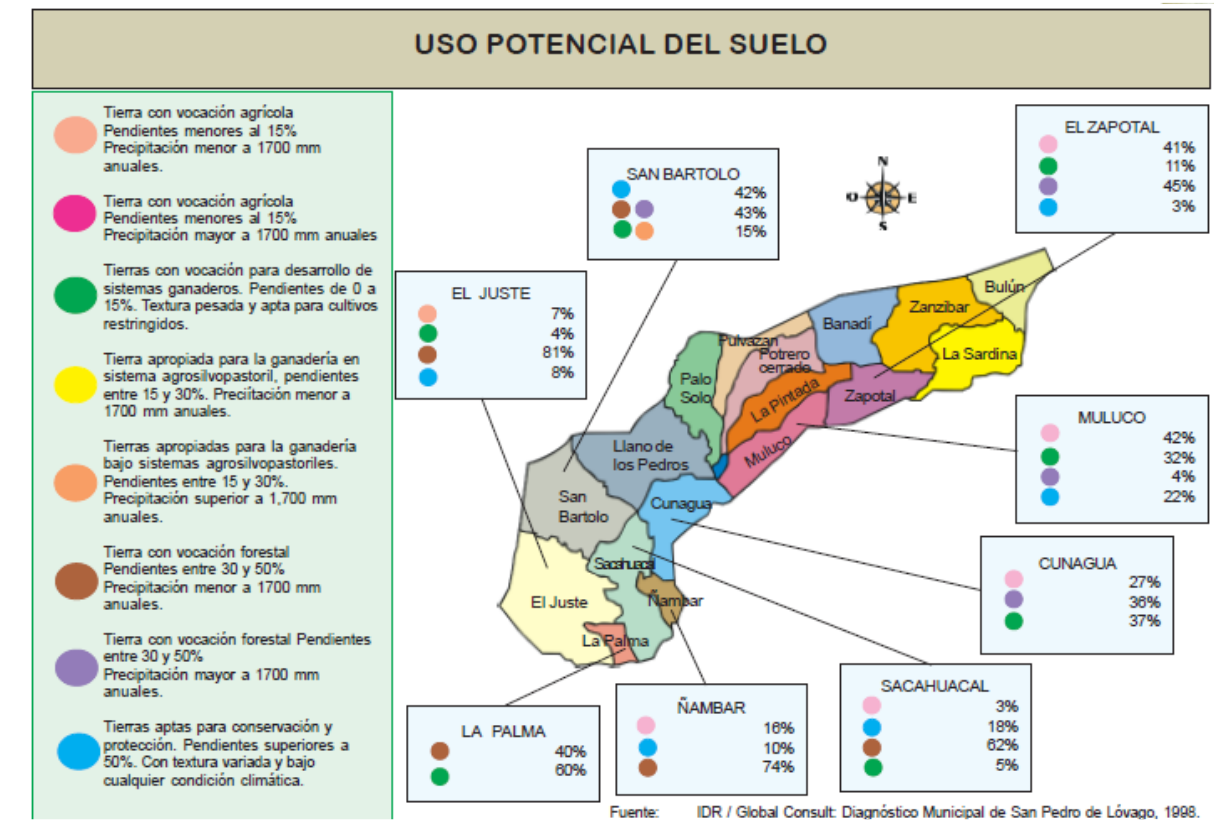 USO POTENCIAL DEL SUELO
Tierra con vocación agrícola
Pendientes menores al 15%
Precipitación menor a 1700 mm
anuales.
Tierra con vocación agrícola
Pendientes menores al 15%
Precipitación mayor a 1700 mm anuales
Tierras con vocación para desarrollo de
sistemas ganaderos. Pendientes de 0 a
15%. Textura pesada y apta para cultivos
restringidos.
Tierra apropiada para la ganadería en
sistema agrosilvopastoril, pendientes
entre 15 y 30%. Preciitación menor a
1700 mm anuales.
Tierras apropiadas para la ganadería
bajo sistemas agrosilvopastoriles.
Pendientes entre 15 y 30%.
Precipitación superior a 1,700 mm
anuales.
Tierra con vocación forestal
Pendientes entre 30 y 50%
Precipitación menor a 1700 mm
anuales.
Tierra con vocación forestal Pendientes
entre 30 y 50%
Precipitación mayor a 1700 mm
anuales.
Tierras aptas para conservación y
protección. Pendientes superiores a
50%. Con textura variada y bajo
cualquier condición climática.
EL ZAPOTAL
41%
11%
45%
3%
SAN BARTOLO
42%
43%
15%
N
O
E
S
EL JUSTE
7%
4%
81%
8%
Bulún
Zanzibar
Banadí
La Sardina
Pulvazan
Potrero
cerrado
Palo
Solo
La Pintada
Zapotal
Muluco
Llano de
los Pedros
San
Bartolo
Cunagua
Sacahuacal
El Juste
Ñambar
La Palma
MULUCO
42%
32%
4%
22%
CUNAGUA
27%
36%
37%
SACAHUACAL
3%
18%
62%
5%
ÑAMBAR
16%
10%
74%
LA PALMA
40%
60%
Fuente: IDR / Global Consult: Diagnóstico Municipal de San Pedro de Lóvago, 1998.